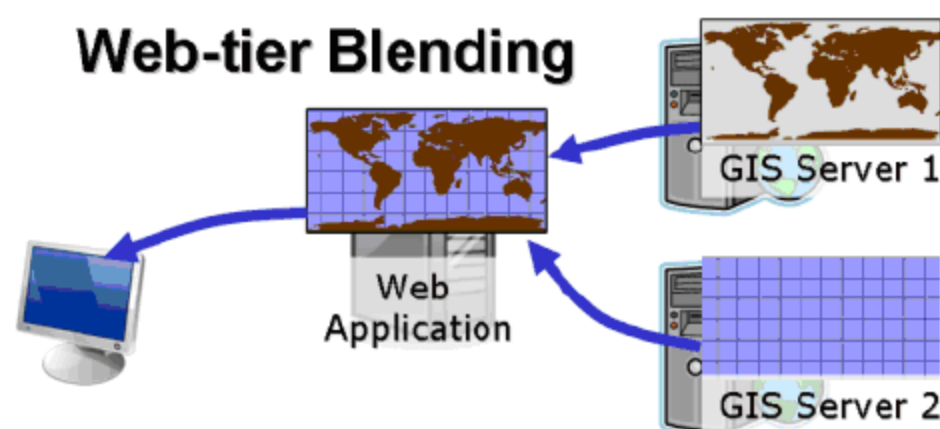 Web-tier Blending
GIS Server 1
Web
Application
GIS Server 2